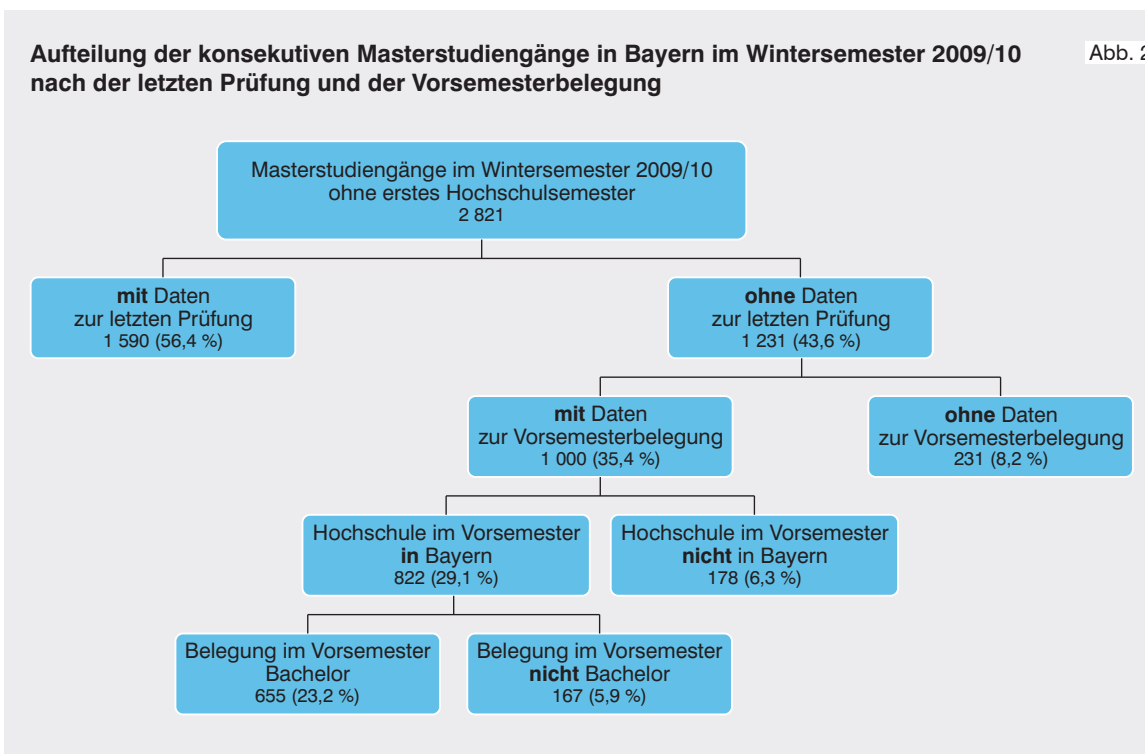 Aufteilung der konsekutiven Masterstudiengänge in Bayern im Wintersemester 2009/10
nach der letzten Prüfung und der Vorsemesterbelegung
Abb. 2
Masterstudiengänge im Wintersemester 2009/10
ohne erstes Hochschulsemester
2 821
mit Daten
zur letzten Prüfung
1 590 (56,4 %)
ohne Daten
zur letzten Prüfung
1 231 (43,6 %)
mit Daten
zur Vorsemesterbelegung
1 000 (35,4 %)
ohne Daten
zur Vorsemesterbelegung
231 (8,2 %)
Hochschule im Vorsemester
in Bayern
822 (29,1 %)
Hochschule im Vorsemester
nicht in Bayern
178 (6,3 %)
Belegung im Vorsemester
Bachelor
655 (23,2 %)
Belegung im Vorsemester
nicht Bachelor
167 (5,9 %)